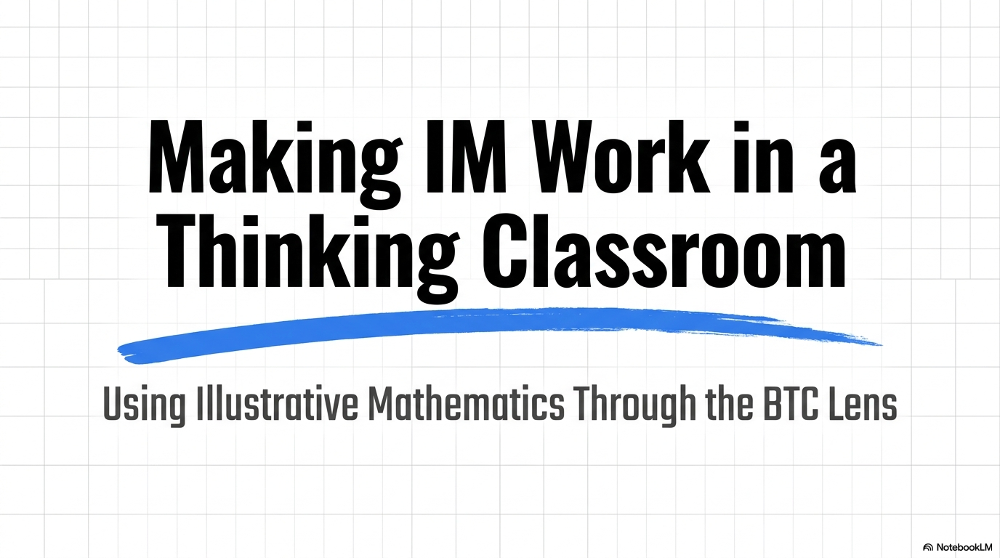 Making IM Work in a
Thinking Classroom
Using Illustrative Mathematics Through the BTC Lens
NotebookLM